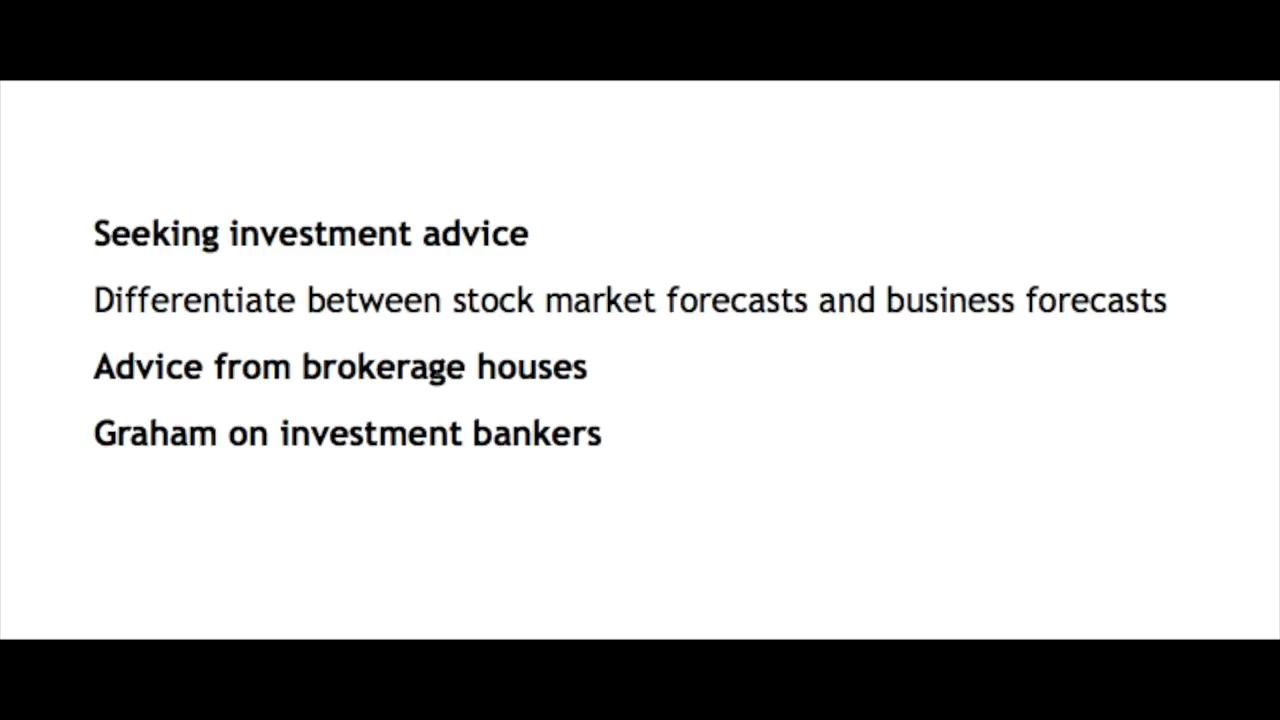 Seeking investment advice
Differentiate between stock market forecasts and business forecasts
Advice from brokerage houses
Graham on investment bankers